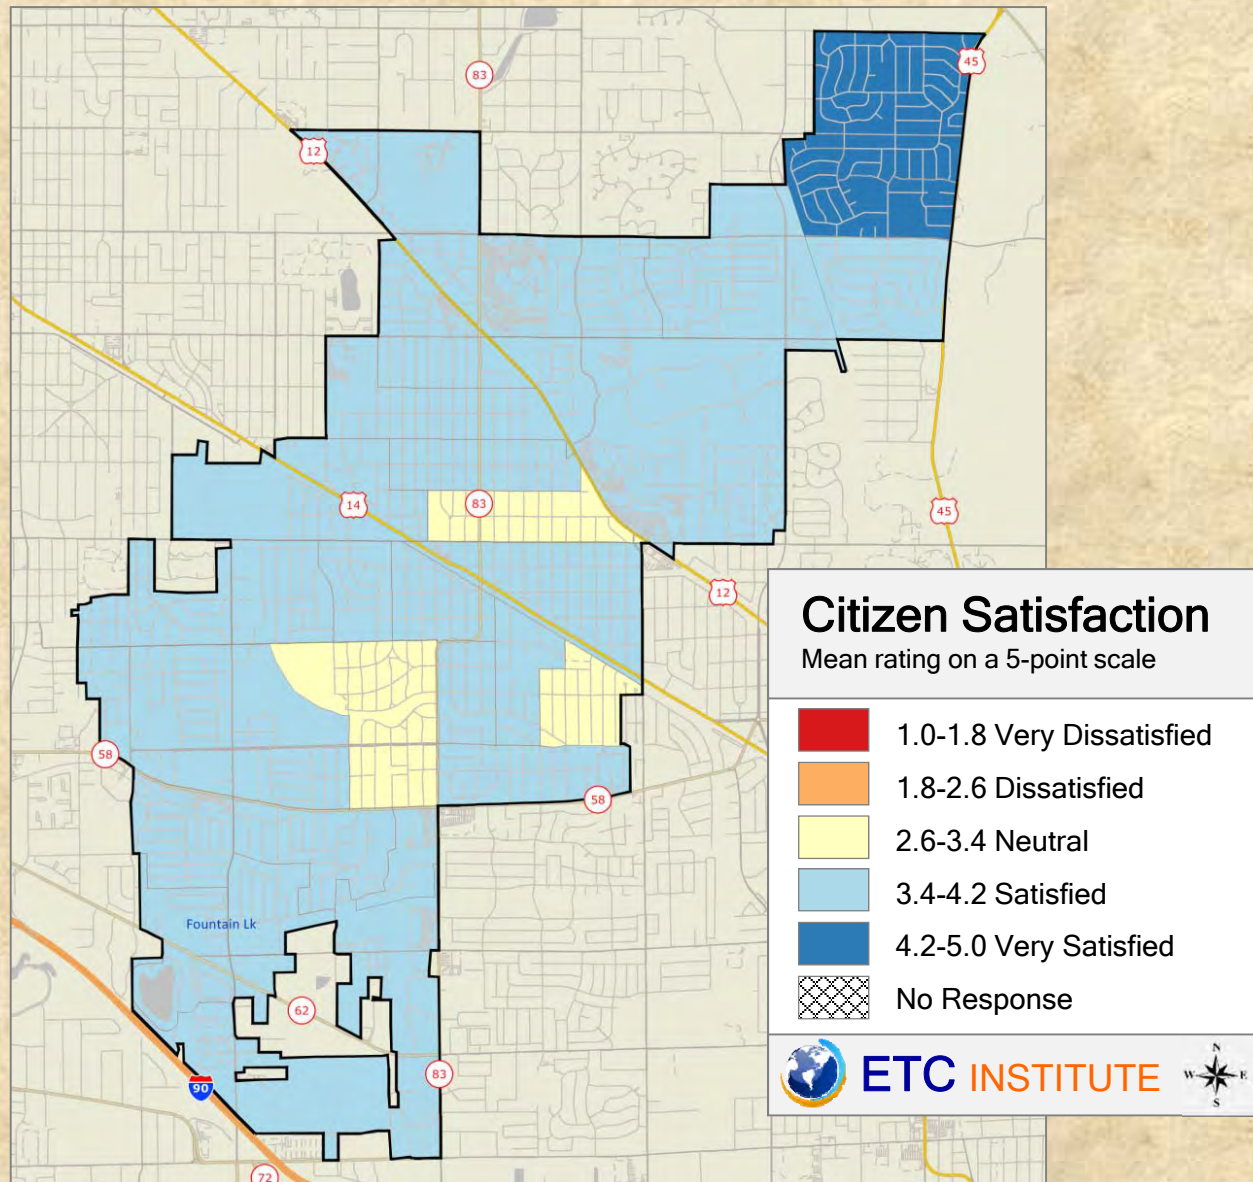 45
83
12
14
83
45
12
58
58
Fountain Lk
62
83
90
72
Citizen Satisfaction
Mean rating on a 5-point scale
1.0-1.8 Very Dissatisfied
1.8-2.6 Dissatisfied
2.6-3.4 Neutral
3.4-4.2 Satisfied
4.2-5.0 Very Satisfied
No Response
ETC INSTITUTE
N
W E
S